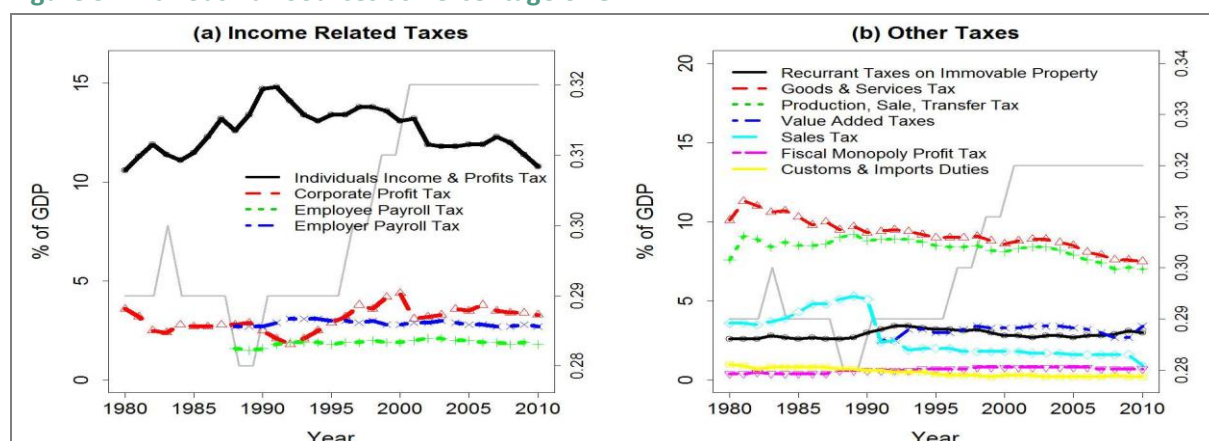 (a) Income Related Taxes
15
10
5
0
% of GDP
0.32
0.31
0.30
0.29
0.28
Individuals Income & Profits Tax
Corporate Profit Tax
Employee Payroll Tax
Employer Payroll Tax
1980 1985 1990 1995 2000 2005 2010
Year
(b) Other Taxes
20
15
10
5
0
% of GDP
0.34
0.33
0.32
0.31
0.30
0.29
0.28
Recurrant Taxes on Immovable Property
Goods & Services Tax
Production, Sale, Transfer Tax
Value Added Taxes
Sales Tax
Fiscal Monopoly Profit Tax
Customs & Imports Duties
1980 1985 1990 1995 2000 2005 2010
Year